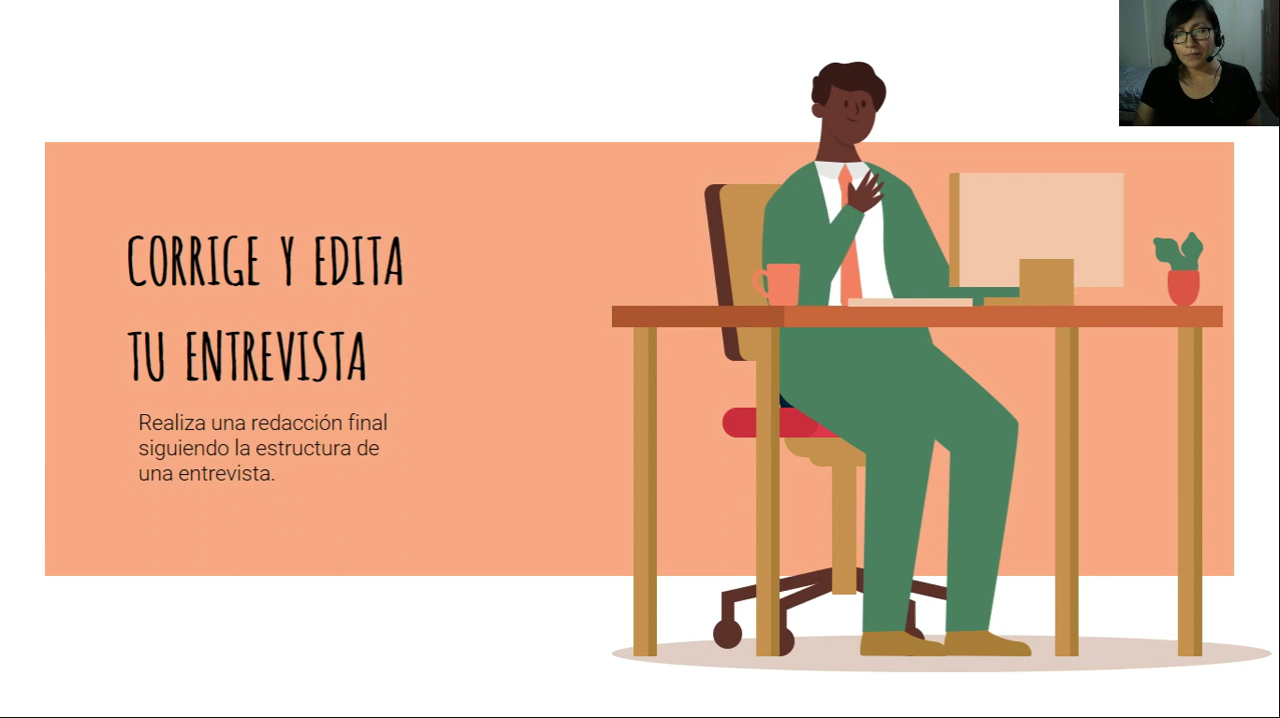 CORRIGE Y EDITA
TU ENTREVISTA
Realiza una redacción final
siguiendo la estructura de
una entrevista.